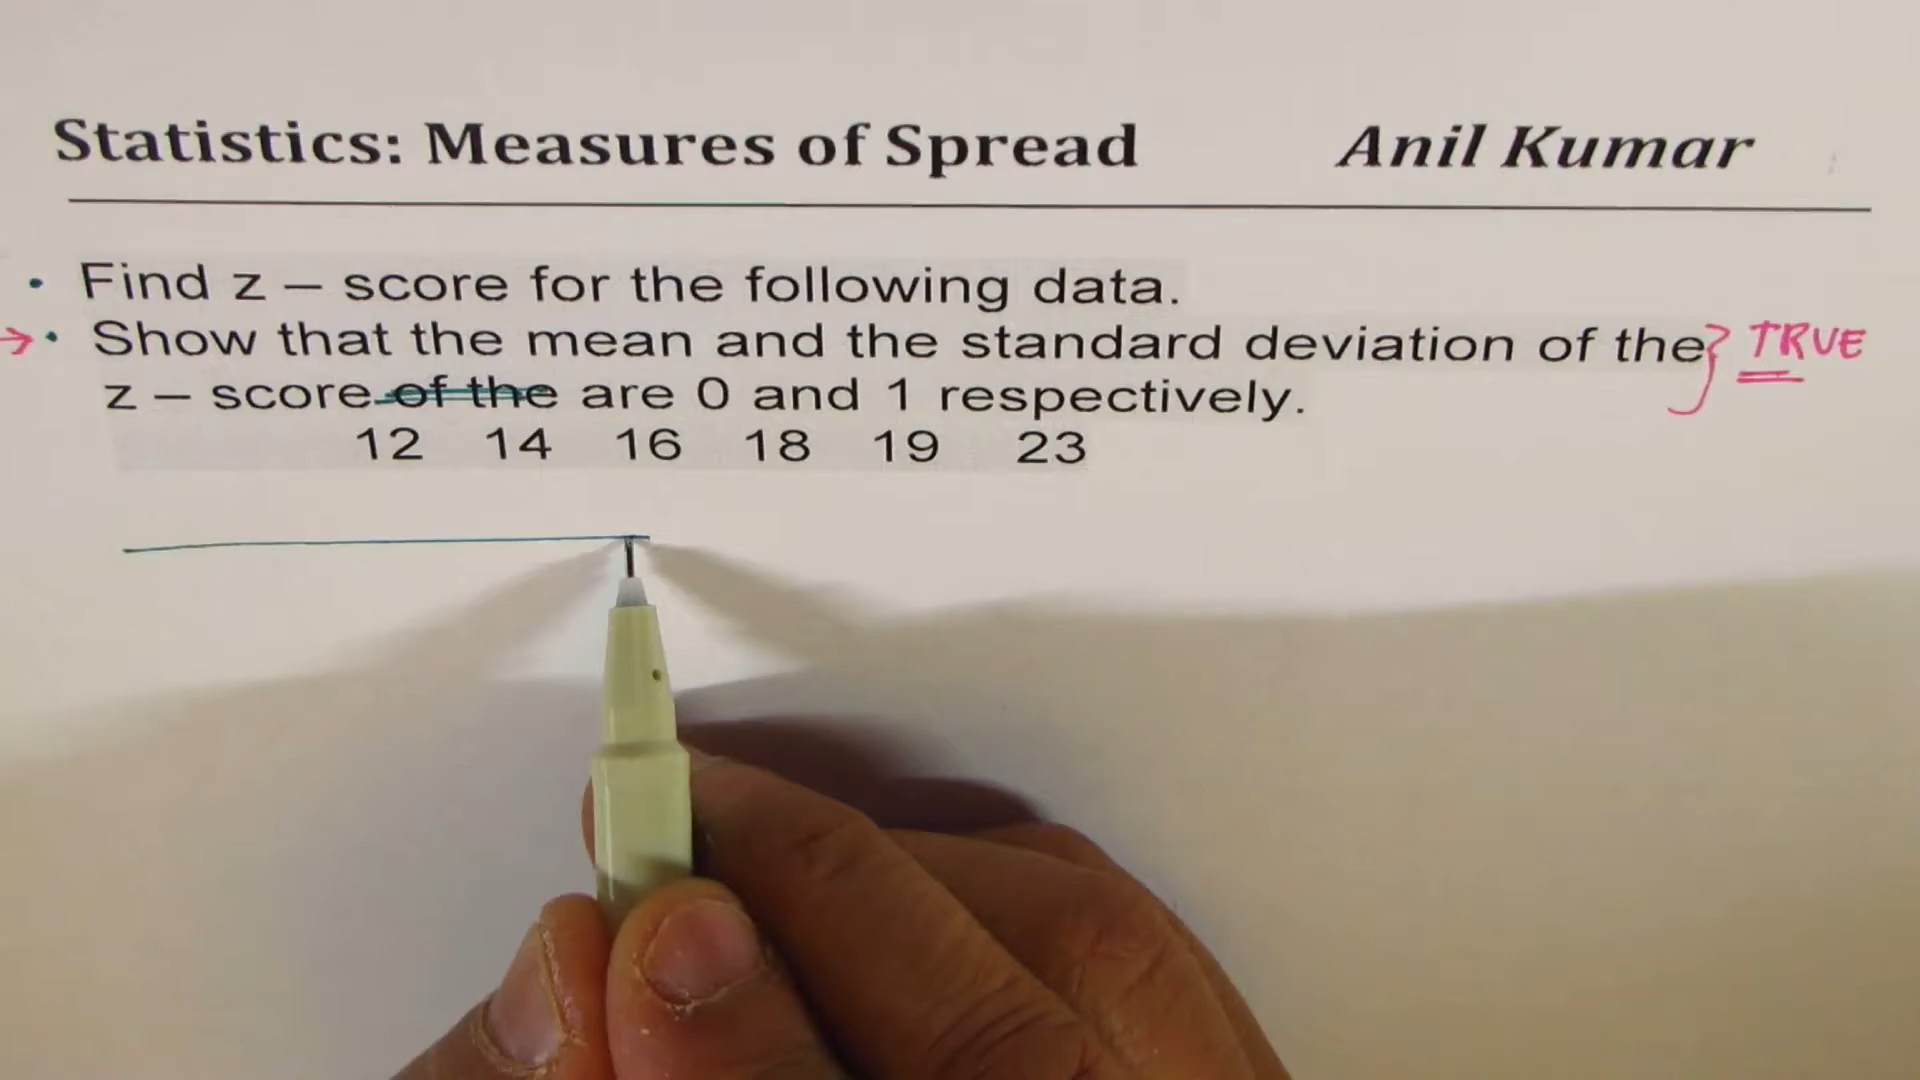 Statistics: Measures of Spread Anil Kumar
• Find z – score for the following data.
→ • Show that the mean and the standard deviation of the } TRUE
z – score of the are 0 and 1 respectively.
12 14 16 18 19 23